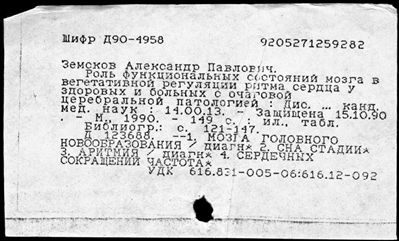 Шифр Д90-4958 9205271259282
Земсков Александр Павлович.
Роль функциональных состояний мозга в
вегетативной регуляции ритма сердца у
здоровых и больных с очаговой
церебральной патологией : Дис. ... канд.
мед. наук : 14.00.13. - Защищена 15.10.90
. - М., 1990. - 149 с. : ил., табл.
Библиогр.: с. 121-147.
Д 123688. --1. МОЗГА ГОЛОВНОГО
НОВООБРАЗОВАНИЯ / диагн* 2. СНА СТАДИИ*
3. АРИТМИЯ / диагн* 4. СЕРДЕЧНЫХ
СОКРАЩЕНИЙ ЧАСТОТА*
УДК 616.831-005-06:616.12-092